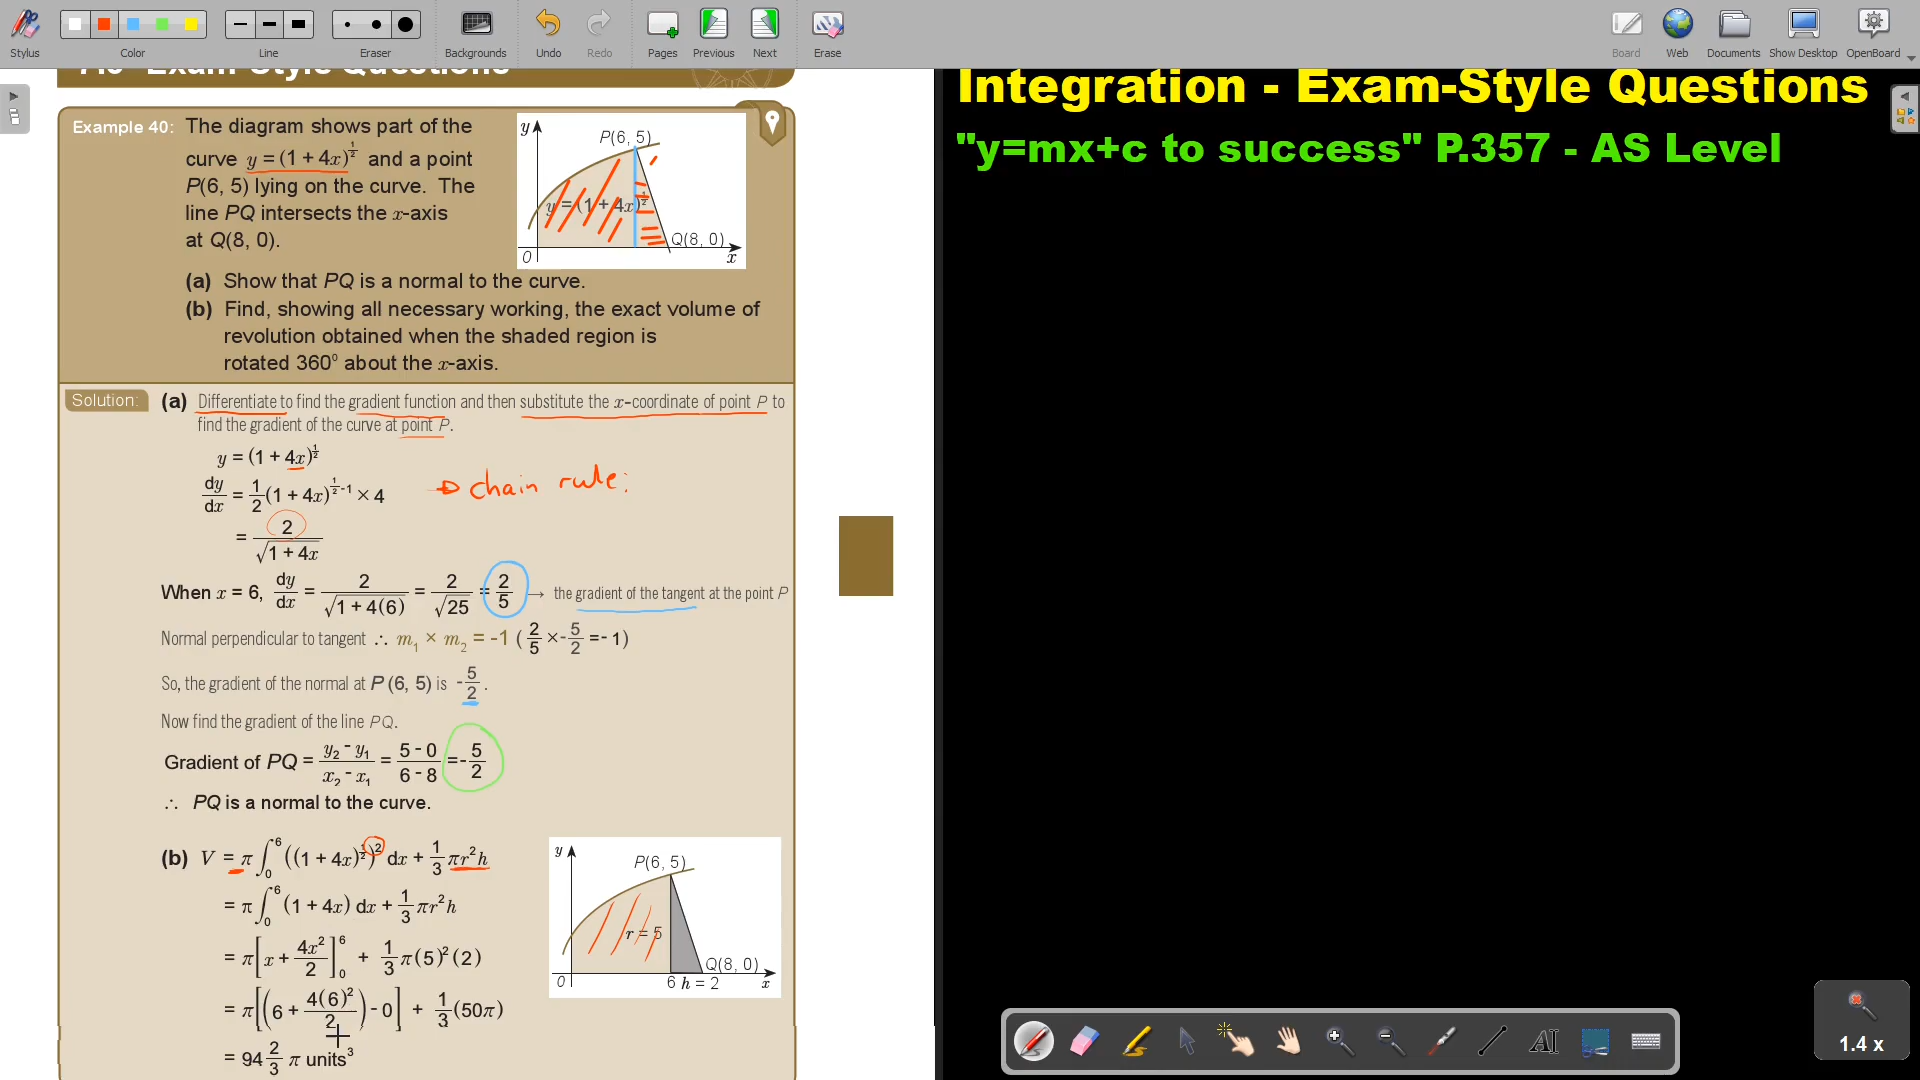 Stylus Color Line Eraser Backgrounds Undo Redo Pages Previous Next Erase Board Web Documents Show Desktop OpenBoard
Integration - Exam-Style Questions
"y=mx+c to success" P.357 - AS Level
Exam-Style Questions
Example 40: The diagram shows part of the
curve y = (1 + 4x)^{1/2} and a point
P(6, 5) lying on the curve. The
line PQ intersects the x-axis
at Q(8, 0).
y
P(6, 5)
y = (1 + 4x)^{1/2}
Q(8, 0)
0
x
(a) Show that PQ is a normal to the curve.
(b) Find, showing all necessary working, the exact volume of
revolution obtained when the shaded region is
rotated 360° about the x-axis.
Solution: (a) Differentiate to find the gradient function and then substitute the x-coordinate of point P to
find the gradient of the curve at point P.
y = (1 + 4x)^{1/2}
dy/dx = 1/2(1 + 4x)^{1/2 - 1} × 4 → chain rule:
= 2/√(1 + 4x)
When x = 6, dy/dx = 2/√(1 + 4(6)) = 2/√25 = 2/5 → the gradient of the tangent at the point P
Normal perpendicular to tangent ∴ m₁ × m₂ = -1 ( 2/5 × -5/2 = -1)
So, the gradient of the normal at P (6, 5) is -5/2.
Now find the gradient of the line PQ.
Gradient of PQ = (y₂ - y₁)/(x₂ - x₁) = (5 - 0)/(6 - 8) = -5/2
∴ PQ is a normal to the curve.
(b) V = π∫₀⁶ ((1 + 4x)^{1/2})² dx + 1/3 πr²h
= π∫₀⁶ (1 + 4x) dx + 1/3 πr²h
= π[x + 4x²/2]₀⁶ + 1/3 π(5)²(2)
= π[(6 + 4(6)²/2) - 0] + 1/3 (50π)
= 94 2/3 π units³
y
P(6, 5)
r = 5
Q(8, 0)
0
6 h = 2
x
1.4 x